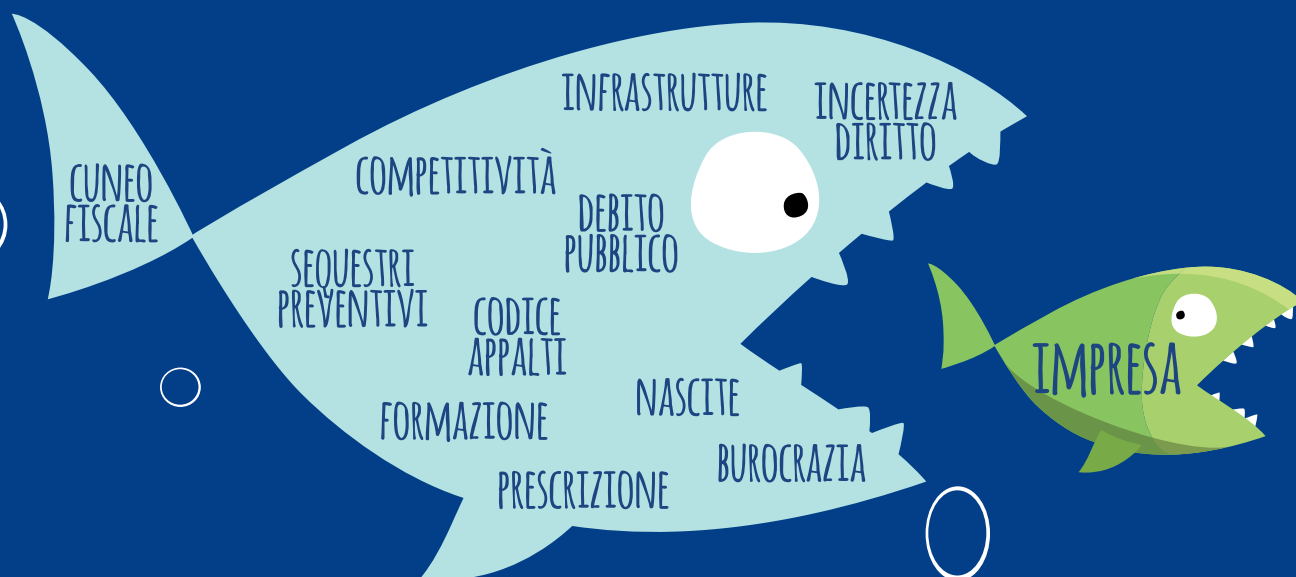 INFRASTRUTTURE
INCERTEZZA
DIRITTO
COMPETITIVITÀ
CUNEO
FISCALE
DEBITO
PUBBLICO
SEQUESTRI
PREVENTIVI
CODICE
APPALTI
IMPRESA
NASCITE
FORMAZIONE
BUROCRAZIA
PRESCRIZIONE